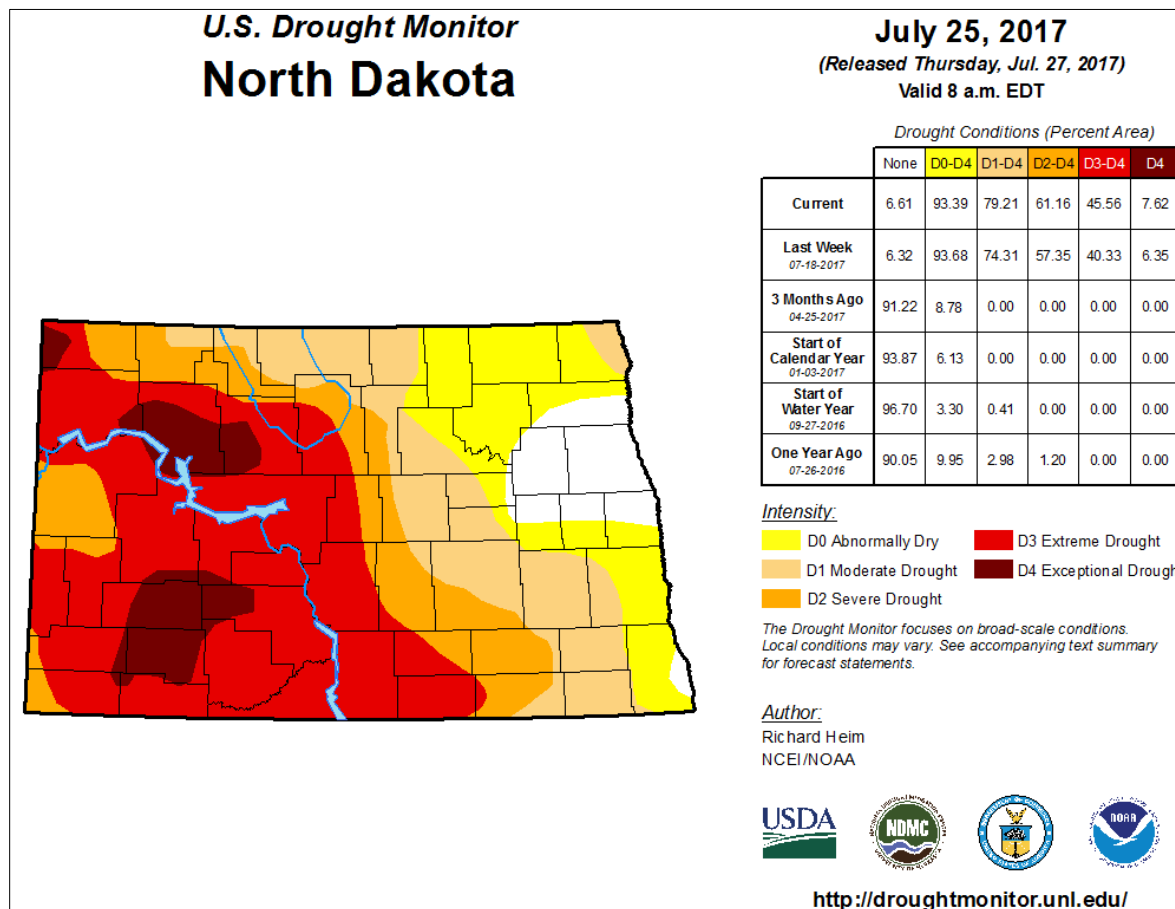 U.S. Drought Monitor
North Dakota
July 25, 2017
(Released Thursday, Jul. 27, 2017)
Valid 8 a.m. EDT
Drought Conditions (Percent Area)
None D0-D4 D1-D4 D2-D4 D3-D4 D4
Current 6.61 93.39 79.21 61.16 45.56 7.62
Last Week
07-18-2017
6.32 93.68 74.31 57.35 40.33 6.35
3 Months Ago
04-25-2017
91.22 8.78 0.00 0.00 0.00 0.00
Start of
Calendar Year
01-03-2017
93.87 6.13 0.00 0.00 0.00 0.00
Start of
Water Year
09-27-2016
96.70 3.30 0.41 0.00 0.00 0.00
One Year Ago
07-26-2016
90.05 9.95 2.98 1.20 0.00 0.00
Intensity:
D0 Abnormally Dry
D1 Moderate Drought
D2 Severe Drought
D3 Extreme Drought
D4 Exceptional Drough
The Drought Monitor focuses on broad-scale conditions.
Local conditions may vary. See accompanying text summary
for forecast statements.
Author:
Richard Heim
NCEI/NOAA
USDA
NDMC
NOAA
http://droughtmonitor.unl.edu/